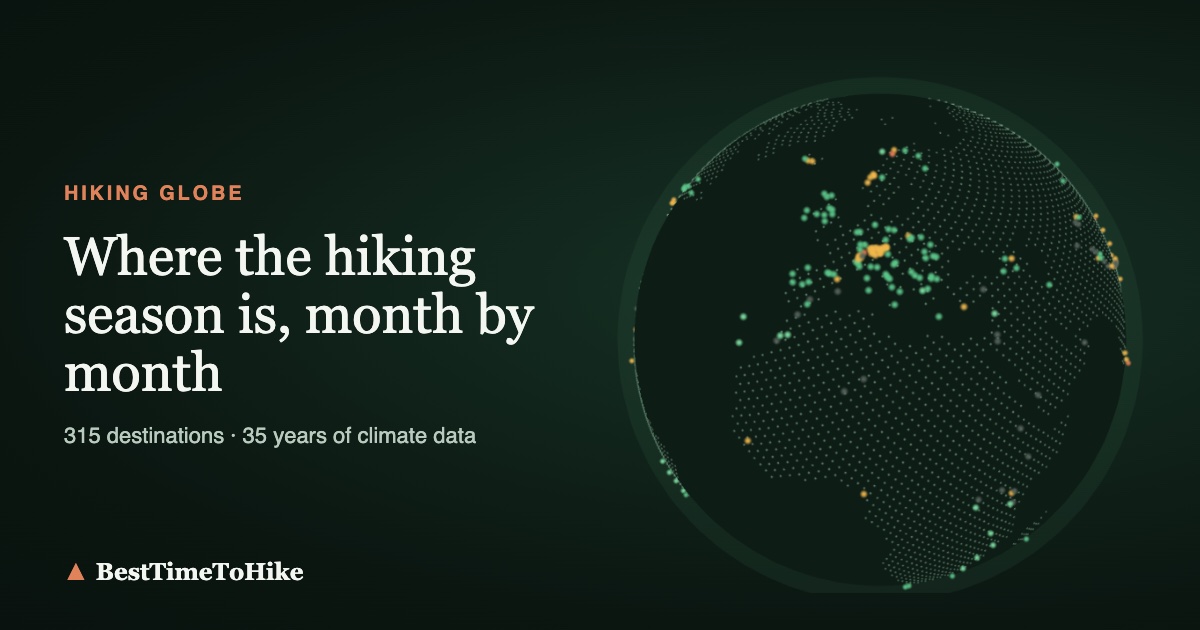 HIKING GLOBE
Where the hiking
season is, month by
month
315 destinations · 35 years of climate data
BestTimeToHike